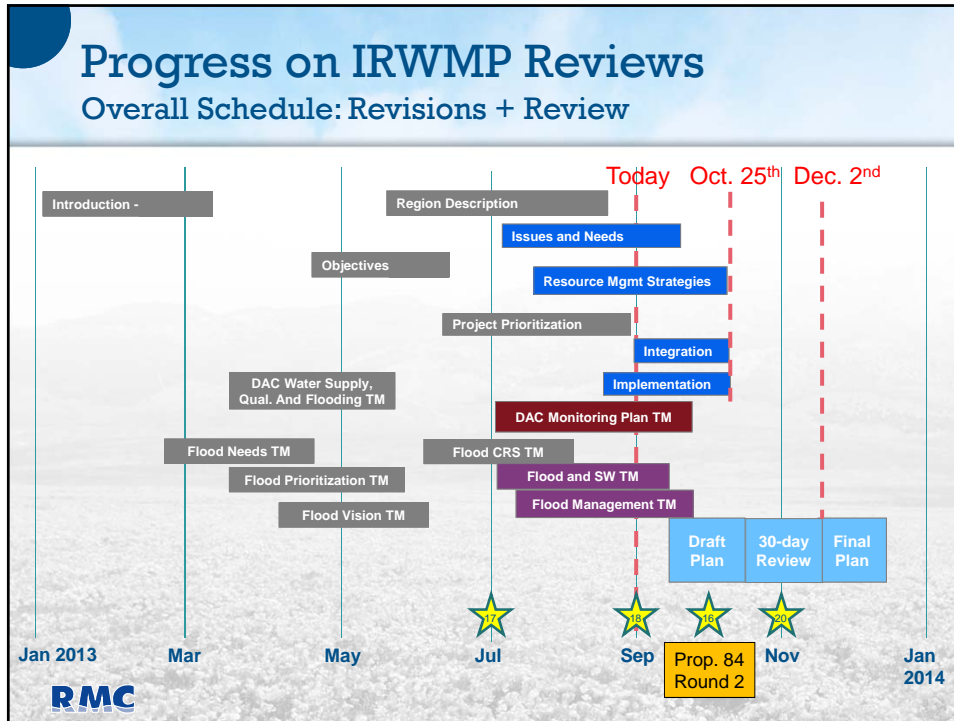 Progress on IRWMP Reviews
Overall Schedule: Revisions + Review
Today
Oct. 25th
Dec. 2nd
Introduction -
Region Description
Issues and Needs
Objectives
Resource Mgmt Strategies
Project Prioritization
Integration
DAC Water Supply,
Qual. And Flooding TM
Implementation
DAC Monitoring Plan TM
Flood Needs TM
Flood CRS TM
Flood Prioritization TM
Flood and SW TM
Flood Vision TM
Flood Management TM
Draft
Plan
30-day
Review
Final
Plan
17
18
16
20
Jan 2013
Mar
May
Jul
Sep
Prop. 84
Round 2
Nov
Jan
2014
RMC